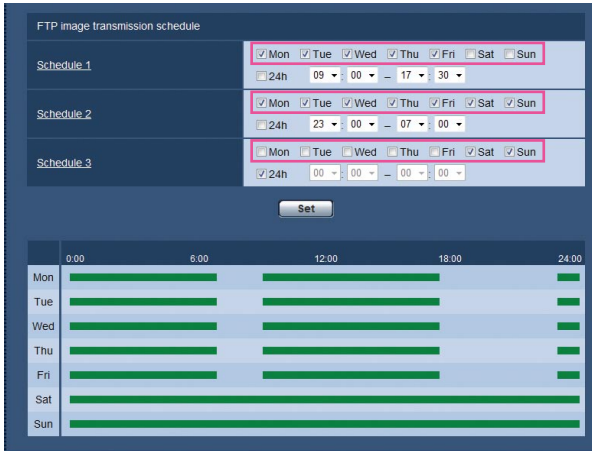 FTP image transmission schedule
Schedule 1
Mon Tue Wed Thu Fri Sat Sun
24h 09 : 00 – 17 : 30
Schedule 2
Mon Tue Wed Thu Fri Sat Sun
24h 23 : 00 – 07 : 00
Schedule 3
Mon Tue Wed Thu Fri Sat Sun
24h 00 : 00 – 00 : 00
Set
0:00 6:00 12:00 18:00 24:00
Mon
Tue
Wed
Thu
Fri
Sat
Sun